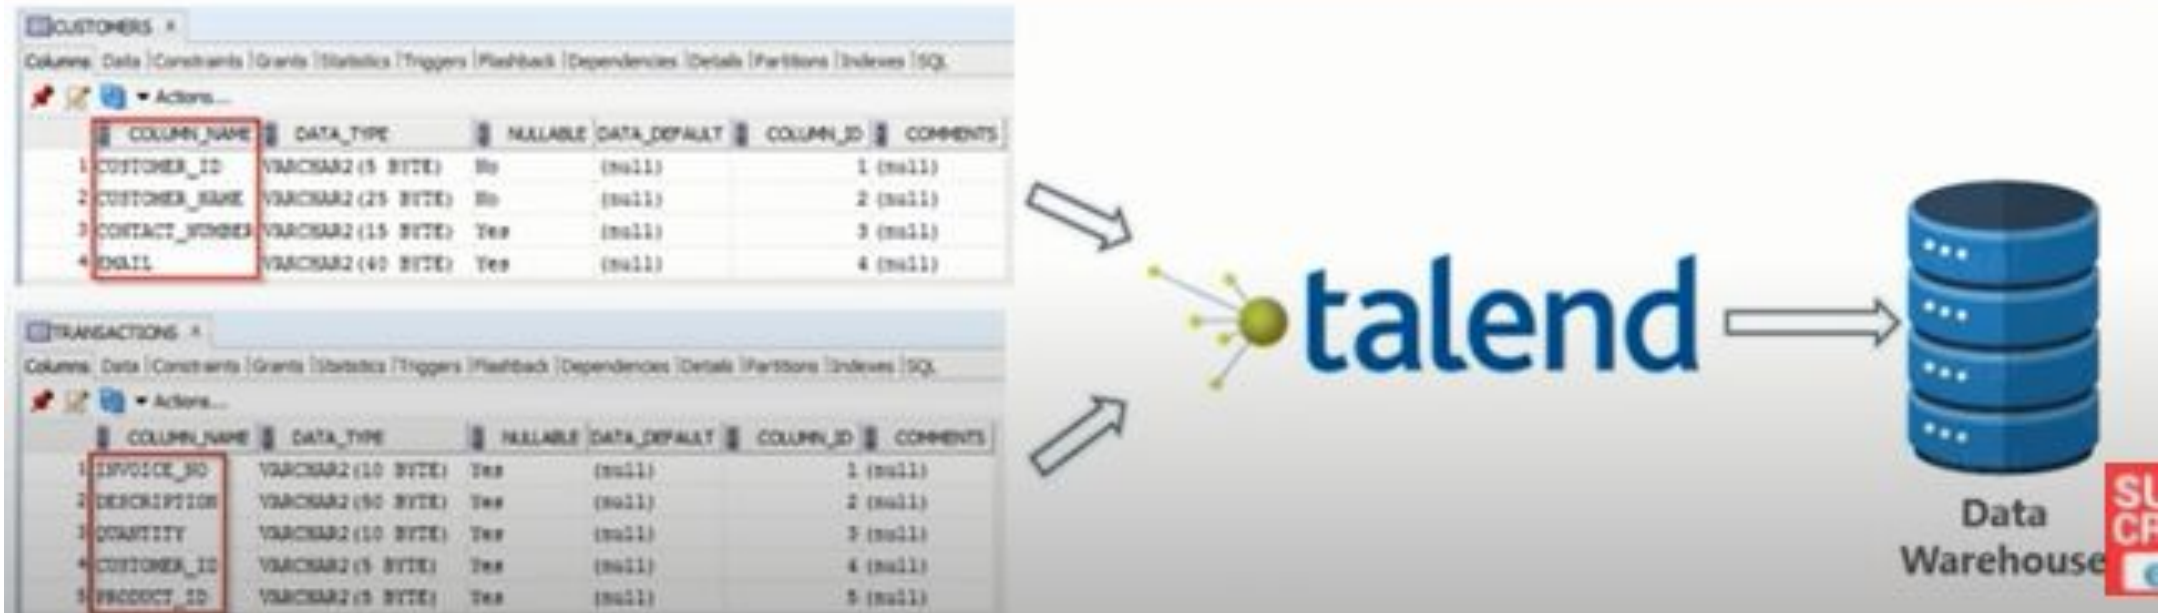 CUSTOMERS
Columns Data Constraints Grants Statistics Triggers Flashback Dependencies Details Partitions Indexes SQL
Actions...
COLUMN_NAME DATA_TYPE NULLABLE DATA_DEFAULT COLUMN_ID COMMENTS
1 CUSTOMER_ID VARCHAR2(5 BYTE) No (null) 1 (null)
2 CUSTOMER_NAME VARCHAR2(25 BYTE) No (null) 2 (null)
3 CONTACT_NUMBER VARCHAR2(15 BYTE) Yes (null) 3 (null)
4 EMAIL VARCHAR2(40 BYTE) Yes (null) 4 (null)
TRANSACTIONS
Columns Data Constraints Grants Statistics Triggers Flashback Dependencies Details Partitions Indexes SQL
Actions...
COLUMN_NAME DATA_TYPE NULLABLE DATA_DEFAULT COLUMN_ID COMMENTS
1 INVOICE_NO VARCHAR2(10 BYTE) Yes (null) 1 (null)
2 DESCRIPTION VARCHAR2(50 BYTE) Yes (null) 2 (null)
3 QUANTITY VARCHAR2(10 BYTE) Yes (null) 3 (null)
4 CUSTOMER_ID VARCHAR2(5 BYTE) Yes (null) 4 (null)
5 PRODUCT_ID VARCHAR2(5 BYTE) Yes (null) 5 (null)
talend
Data
Warehouse